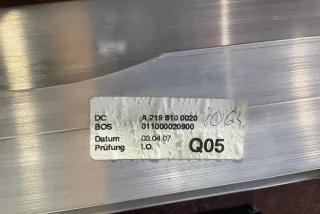 DC A 219 810 0020
BOS 011000020900
Datum 03.04.07
Prüfung I.O. Q05